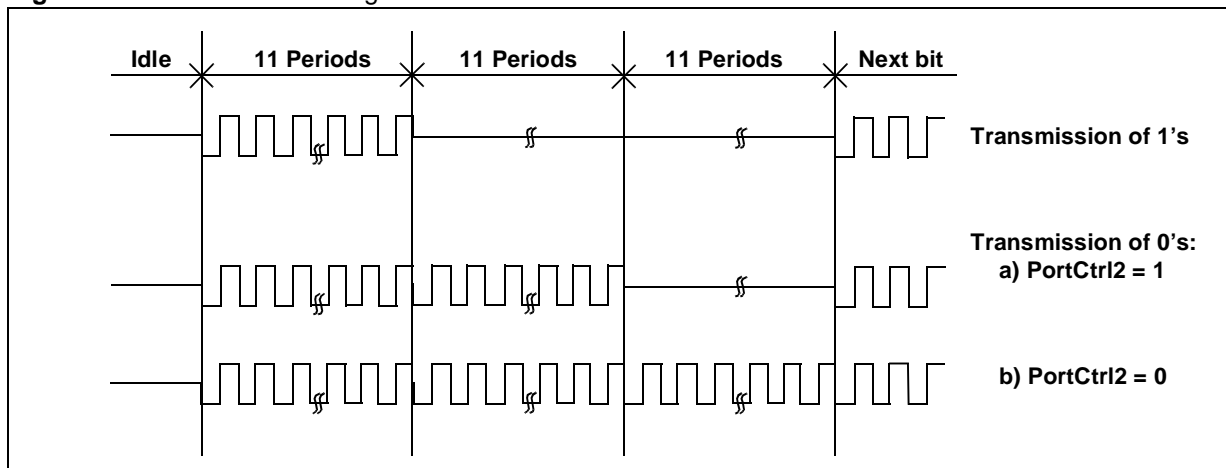 Idle 11 Periods 11 Periods 11 Periods Next bit
Transmission of 1's
Transmission of 0's:
a) PortCtrl2 = 1
b) PortCtrl2 = 0